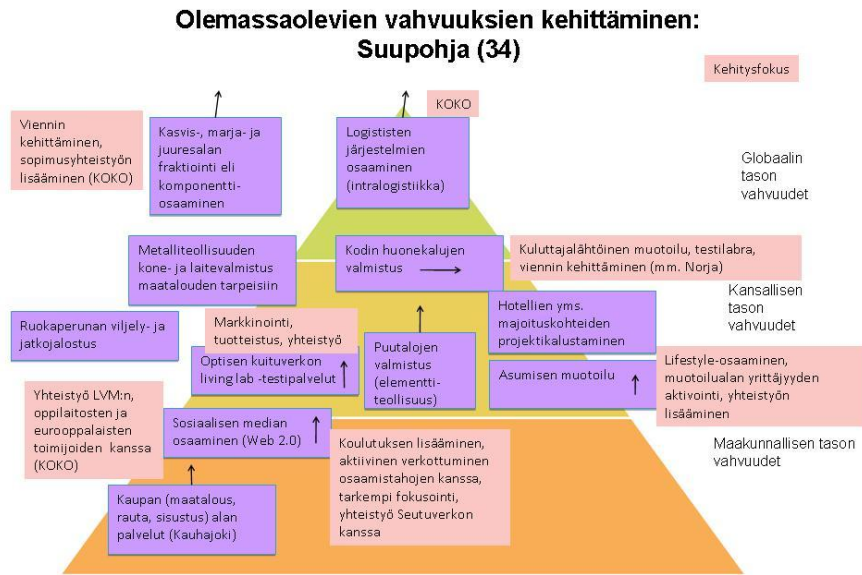 Olemassaolevien vahvuuksien kehittäminen:
Suupohja (34)
Kehitysfokus
KOKO
Viennin
kehittäminen,
sopimusyhteistyön
lisääminen (KOKO)
Kasvis-, marja- ja
juuresalan
fraktiointi eli
komponentti-
osaaminen
Logististen
järjestelmien
osaaminen
(intralogistiikka)
Globaalin
tason
vahvuudet
Metalliteollisuuden
kone- ja laitevalmistus
maatalouden tarpeisiin
Kodin huonekalujen
valmistus
Kuluttajalähtöinen muotoilu, testilabra,
viennin kehittäminen (mm. Norja)
Kansallisen
tason
vahvuudet
Ruokaperunan viljely- ja
jatkojalostus
Markkinointi,
tuotteistus, yhteistyö
Hotellien yms.
majoituskohteiden
projektikalustaminen
Optisen kuituverkon
living lab -testipalvelut
Puutalojen
valmistus
(elementti-
teollisuus)
Asumisen muotoilu
Lifestyle-osaaminen,
muotoilualan yrittäjyyden
aktivointi, yhteistyön
lisääminen
Yhteistyö LVM:n,
oppilaitosten ja
eurooppalaisten
toimijoiden kanssa
(KOKO)
Sosiaalisen median
osaaminen (Web 2.0)
Koulutuksen lisääminen,
aktiivinen verkottuminen
osaamistahojen kanssa,
tarkempi fokusointi,
yhteistyö Seutuverkon
kanssa
Maakunnallisen tason
vahvuudet
Kaupan (maatalous,
rauta, sisustus) alan
palvelut (Kauhajoki)